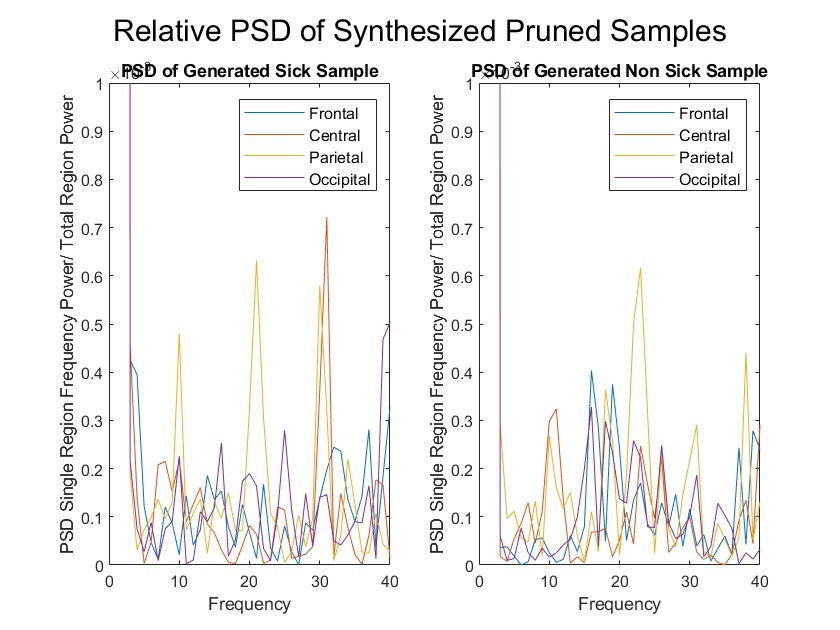 Relative PSD of Synthesized Pruned Samples
PSD of Generated Sick Sample
PSD of Generated Non Sick Sample
1
0.9
0.8
0.7
0.6
0.5
0.4
0.3
0.2
0.1
0
PSD Single Region Frequency Power/ Total Region Power
Frontal
Central
Parietal
Occipital
0 10 20 30 40
Frequency
1
0.9
0.8
0.7
0.6
0.5
0.4
0.3
0.2
0.1
0
PSD Single Region Frequency Power/ Total Region Power
Frontal
Central
Parietal
Occipital
0 10 20 30 40
Frequency